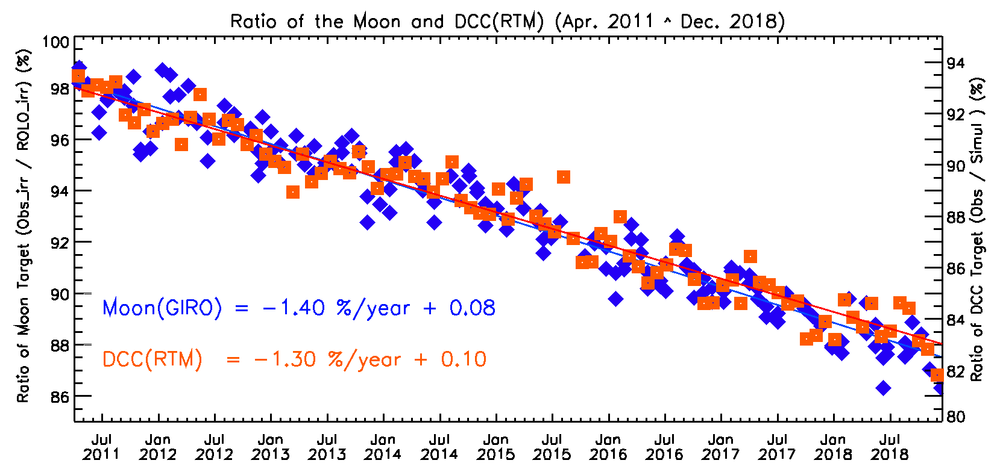 Ratio of the Moon and DCC(RTM) (Apr. 2011 ^ Dec. 2018)
Ratio of Moon Target (Obs_irr / ROLO_irr) (%)
100
98
96
94
92
90
88
86
Moon(GIRO) = −1.40 %/year + 0.08
DCC(RTM) = −1.30 %/year + 0.10
94
92
90
88
86
84
82
80
Ratio of DCC Target (Obs / Simul ) (%)
Jul Jan Jul Jan Jul Jan Jul Jan Jul Jan Jul Jan Jul Jan Jul
2011 2012 2012 2013 2013 2014 2014 2015 2015 2016 2016 2017 2017 2018 2018